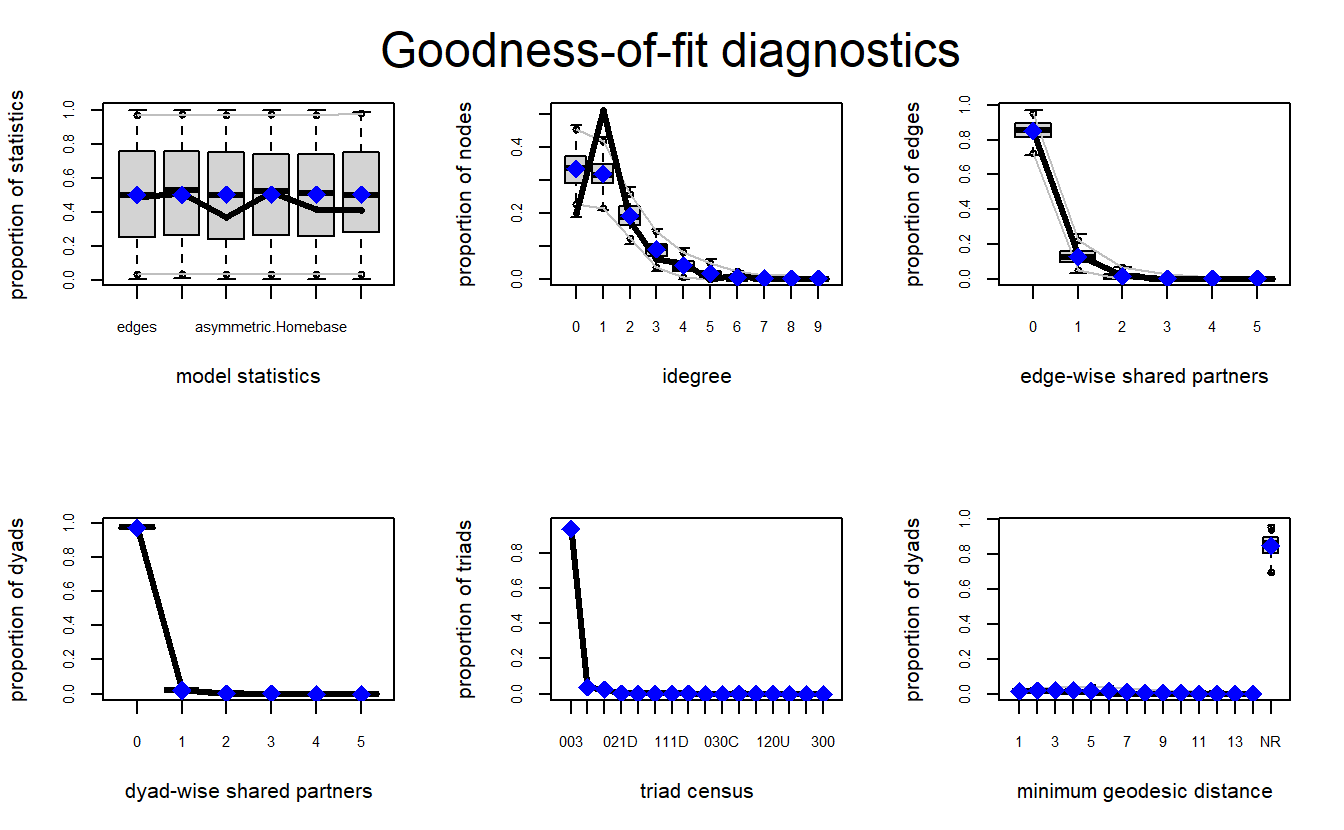 Goodness-of-fit diagnostics
proportion of statistics
0.0 0.2 0.4 0.6 0.8 1.0
edges asymmetric.Homebase
model statistics
proportion of nodes
0.0 0.2 0.4
0 1 2 3 4 5 6 7 8 9
idegree
proportion of edges
0.0 0.2 0.4 0.6 0.8 1.0
0 1 2 3 4 5
edge-wise shared partners
proportion of dyads
0.0 0.2 0.4 0.6 0.8 1.0
0 1 2 3 4 5
dyad-wise shared partners
proportion of triads
0.0 0.2 0.4 0.6 0.8
003 021D 111D 030C 120U 300
triad census
proportion of dyads
0.0 0.2 0.4 0.6 0.8 1.0
1 3 5 7 9 11 13 NR
minimum geodesic distance